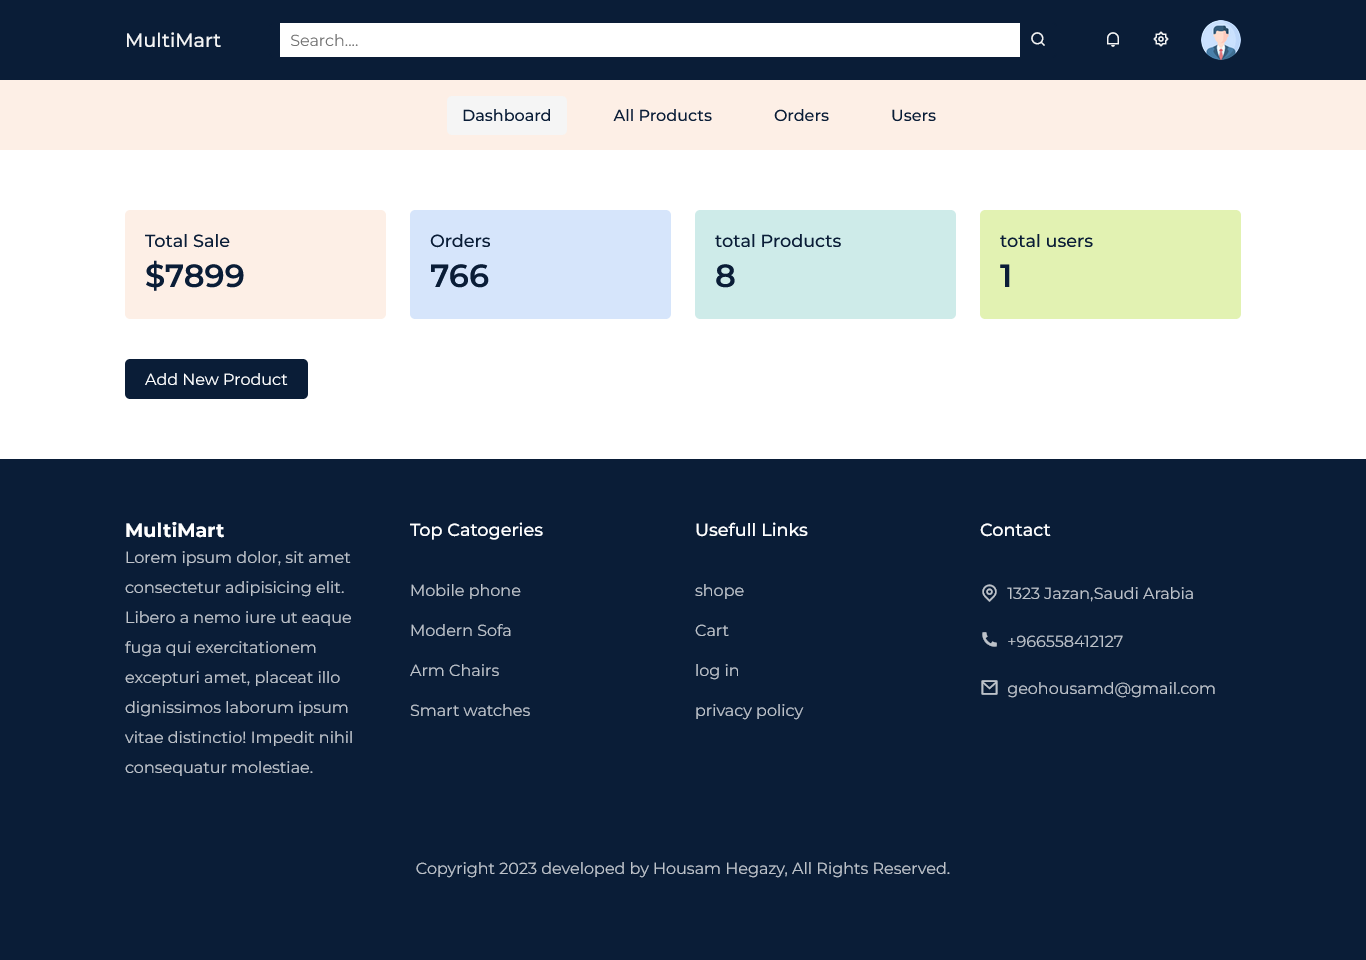 MultiMart
Search....
Dashboard
All Products
Orders
Users
Total Sale
$7899
Orders
766
total Products
8
total users
1
Add New Product
MultiMart
Lorem ipsum dolor, sit amet
consectetur adipisicing elit.
Libero a nemo iure ut eaque
fuga qui exercitationem
excepturi amet, placeat illo
dignissimos laborum ipsum
vitae distinctio! Impedit nihil
consequatur molestiae.
Top Catogeries
Mobile phone
Modern Sofa
Arm Chairs
Smart watches
Usefull Links
shope
Cart
log in
privacy policy
Contact
1323 Jazan,Saudi Arabia
+966558412127
geohousamd@gmail.com
Copyright 2023 developed by Housam Hegazy, All Rights Reserved.